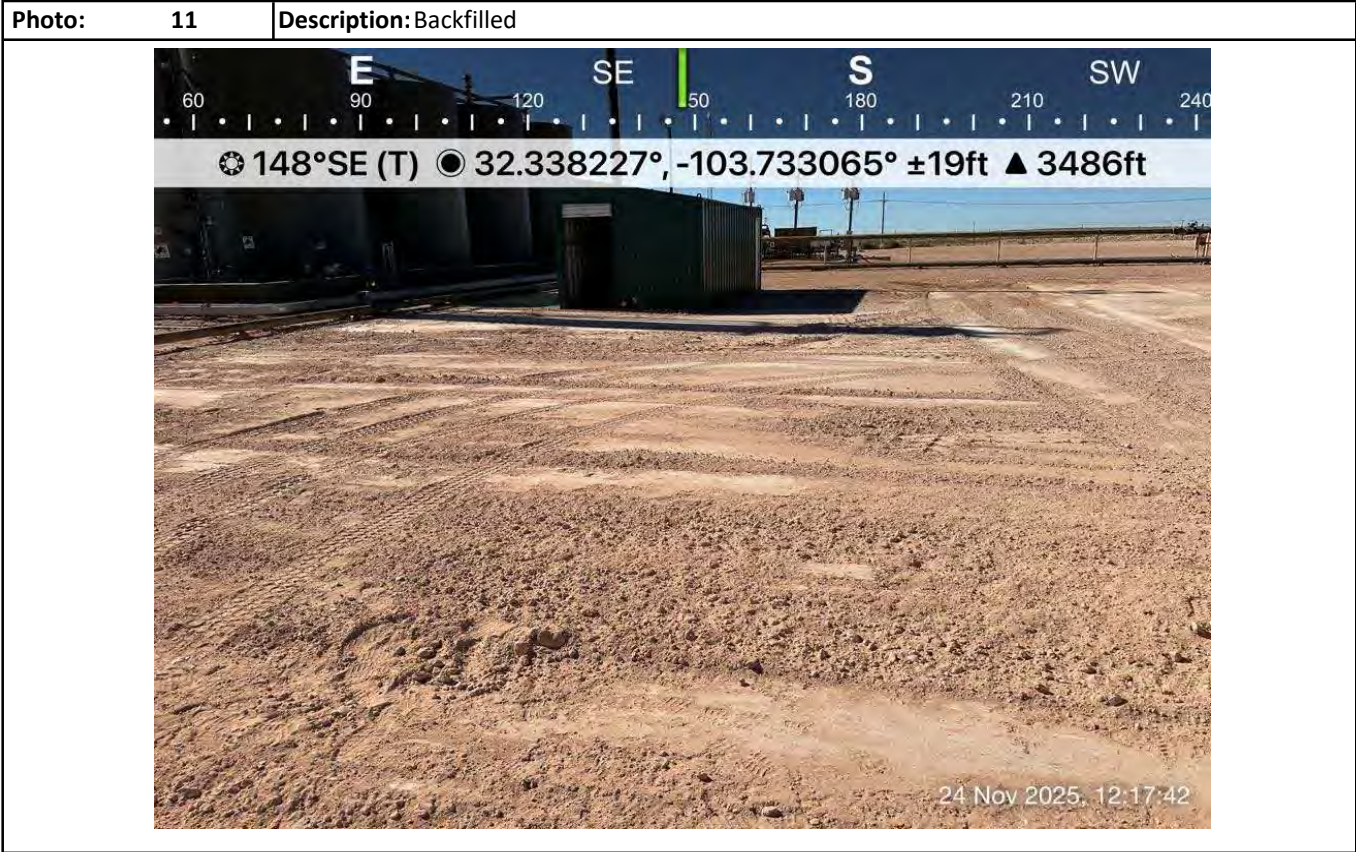 Photo: 11 Description: Backfilled
E SE S SW
60 90 120 150 180 210 240
148°SE (T) 32.338227°, -103.733065° ±19ft ▲ 3486ft
24 Nov 2025, 12:17:42